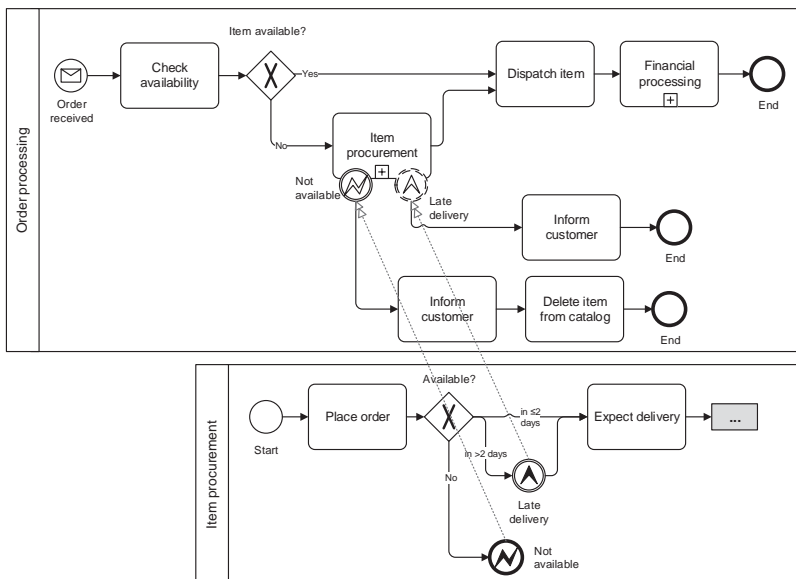 Order processing
Item available?
Order
received
Check
availability
Yes
No
Dispatch item
Financial
processing
End
Item
procurement
Not
available
Late
delivery
Inform
customer
End
Inform
customer
Delete item
from catalog
End
Item procurement
Start
Place order
Available?
in ≤2
days
in >2 days
No
Expect delivery
...
Late
delivery
Not
available